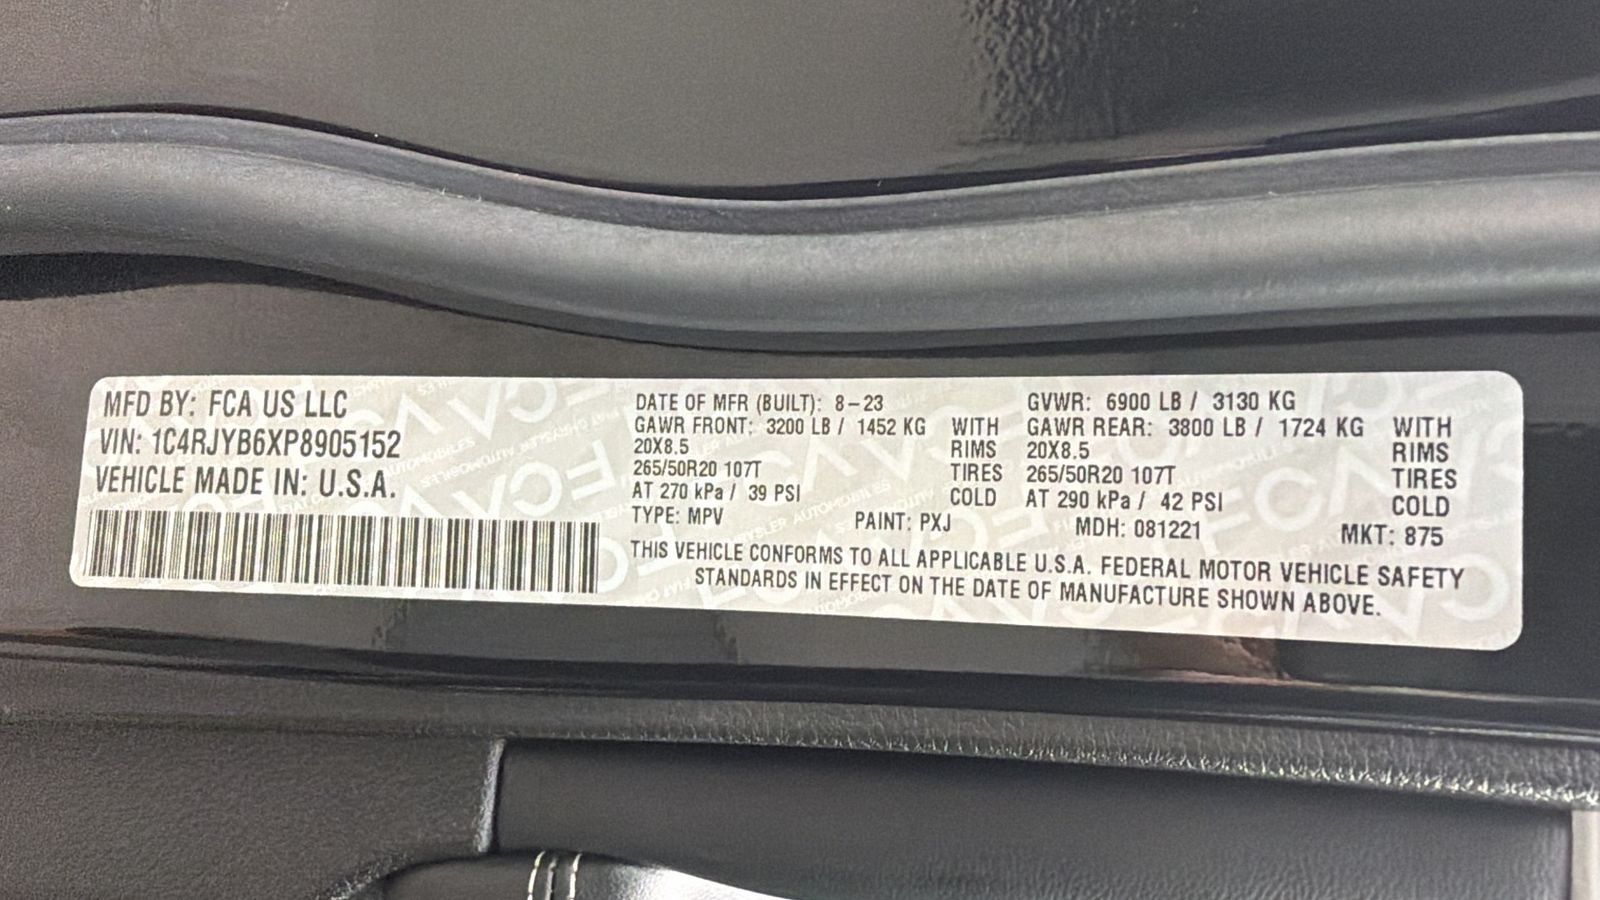 MFD BY: FCA US LLC
VIN: 1C4RJYB6XP8905152
VEHICLE MADE IN: U.S.A.
DATE OF MFR (BUILT): 8-23
GAWR FRONT: 3200 LB / 1452 KG WITH
20X8.5 RIMS
265/50R20 107T TIRES
AT 270 kPa / 39 PSI COLD
GVWR: 6900 LB / 3130 KG
GAWR REAR: 3800 LB / 1724 KG WITH
20X8.5 RIMS
265/50R20 107T TIRES
AT 290 kPa / 42 PSI COLD
TYPE: MPV PAINT: PXJ MDH: 081221 MKT: 875
THIS VEHICLE CONFORMS TO ALL APPLICABLE U.S.A. FEDERAL MOTOR VEHICLE SAFETY
STANDARDS IN EFFECT ON THE DATE OF MANUFACTURE SHOWN ABOVE.